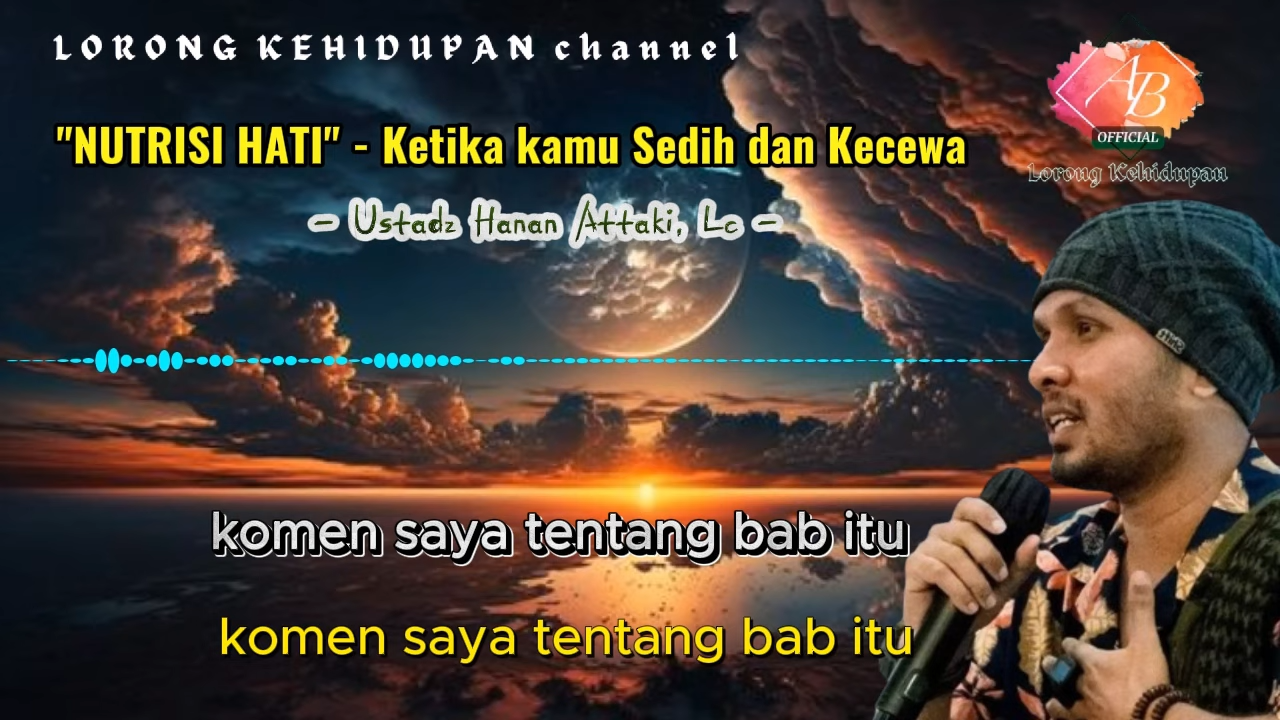 LORONG KEHIDUPAN channel
AB
OFFICIAL
Lorong Kehidupan
"NUTRISI HATI" - Ketika kamu Sedih dan Kecewa
- Ustadz Hanan Attaki, Lc -
komen saya tentang bab itu
komen saya tentang bab itu